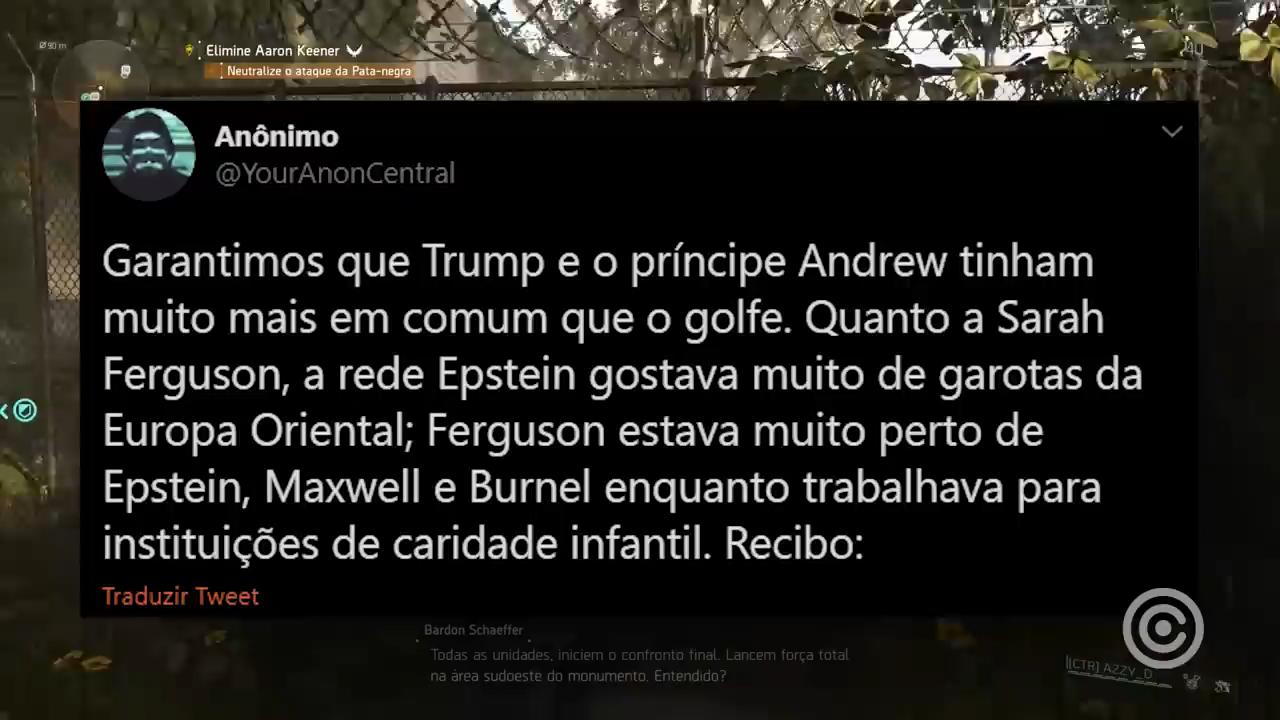 90 m
Elimine Aaron Keener
Neutralize o ataque da Pata-negra
Anônimo
@YourAnonCentral
Garantimos que Trump e o príncipe Andrew tinham
muito mais em comum que o golfe. Quanto a Sarah
Ferguson, a rede Epstein gostava muito de garotas da
Europa Oriental; Ferguson estava muito perto de
Epstein, Maxwell e Burnel enquanto trabalhava para
instituições de caridade infantil. Recibo:
Traduzir Tweet
Bardon Schaeffer
Todas as unidades, iniciem o confronto final. Lancem força total
na área sudoeste do monumento. Entendido?
[CTR] AZZY_D